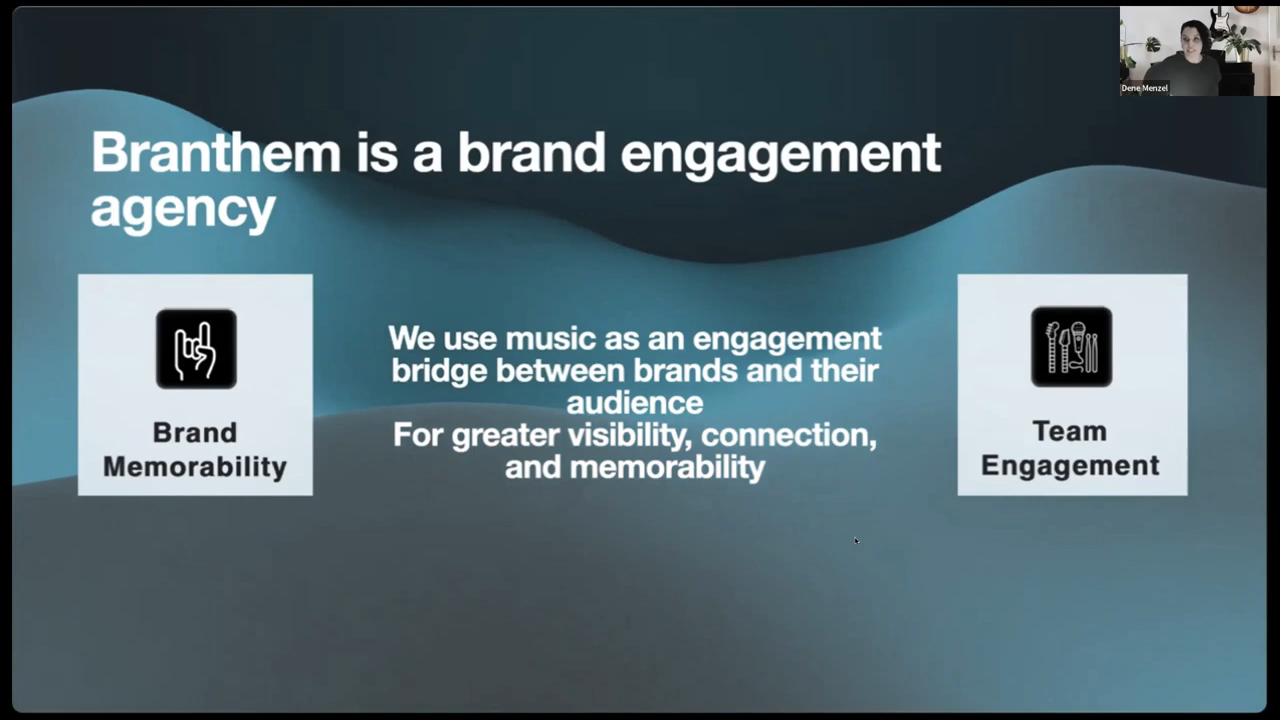 Dene Menzel
Branthem is a brand engagement
agency
Brand
Memorability
We use music as an engagement
bridge between brands and their
audience
For greater visibility, connection,
and memorability
Team
Engagement